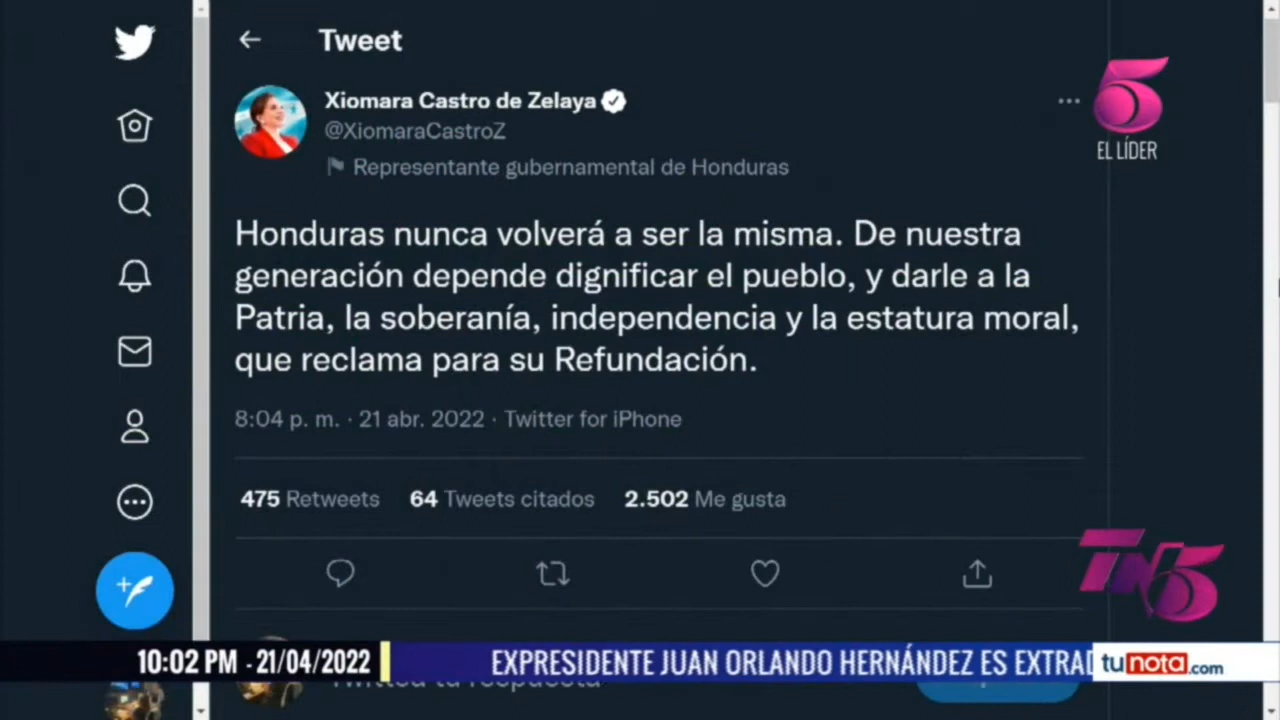 Tweet
Xiomara Castro de Zelaya
@XiomaraCastroZ
Representante gubernamental de Honduras
5
EL LÍDER
Honduras nunca volverá a ser la misma. De nuestra
generación depende dignificar el pueblo, y darle a la
Patria, la soberanía, independencia y la estatura moral,
que reclama para su Refundación.
8:04 p. m. · 21 abr. 2022 · Twitter for iPhone
475 Retweets 64 Tweets citados 2.502 Me gusta
TN5
10:02 PM - 21/04/2022 EXPRESIDENTE JUAN ORLANDO HERNÁNDEZ ES EXTRAD
tunota.com